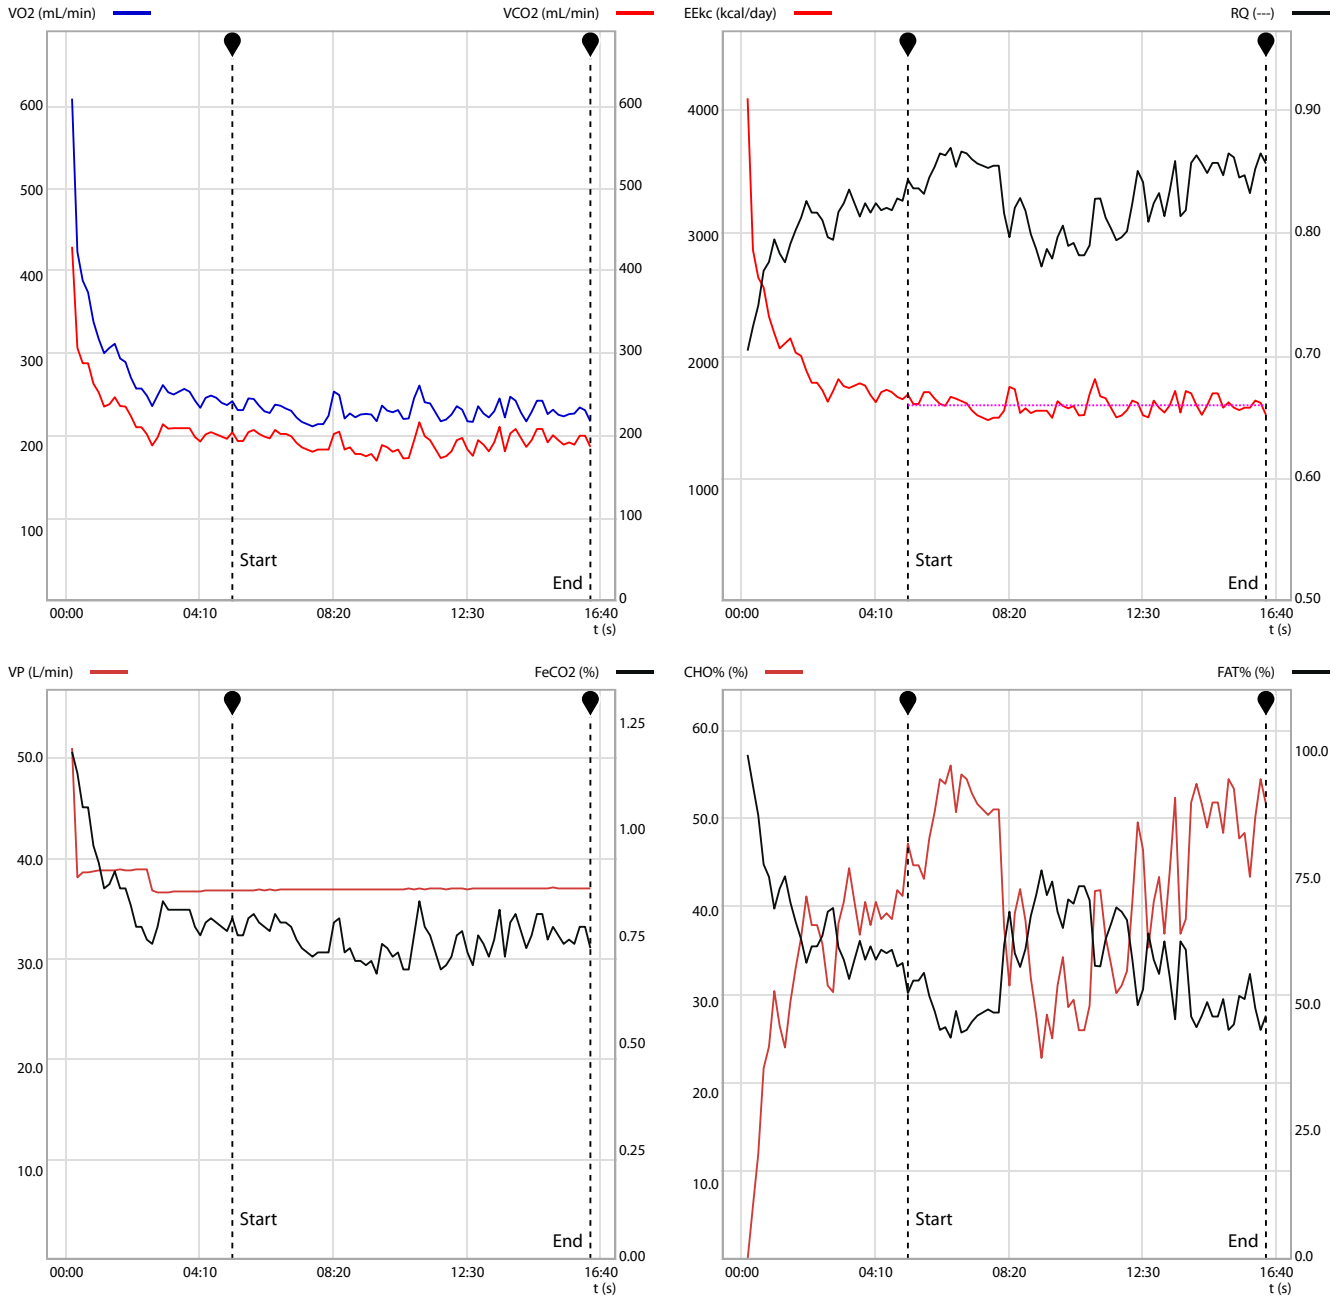 VO2 (mL/min) VCO2 (mL/min)
600
500
400
300
200
100
600
500
400
300
200
100
0
Start
End
00:00 04:10 08:20 12:30 16:40
t (s)
EEkc (kcal/day) RQ (---)
4000
3000
2000
1000
0.90
0.80
0.70
0.60
0.50
Start
End
00:00 04:10 08:20 12:30 16:40
t (s)
VP (L/min) FeCO2 (%)
50.0
40.0
30.0
20.0
10.0
1.25
1.00
0.75
0.50
0.25
0.00
Start
End
00:00 04:10 08:20 12:30 16:40
t (s)
CHO% (%) FAT% (%)
60.0
50.0
40.0
30.0
20.0
10.0
100.0
75.0
50.0
25.0
0.0
Start
End
00:00 04:10 08:20 12:30 16:40
t (s)